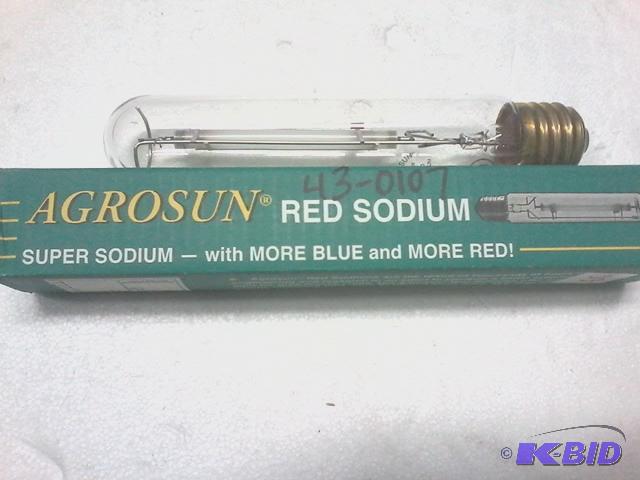 43-0107
AGROSUN® RED SODIUM
SUPER SODIUM — with MORE BLUE and MORE RED!
© K-BID